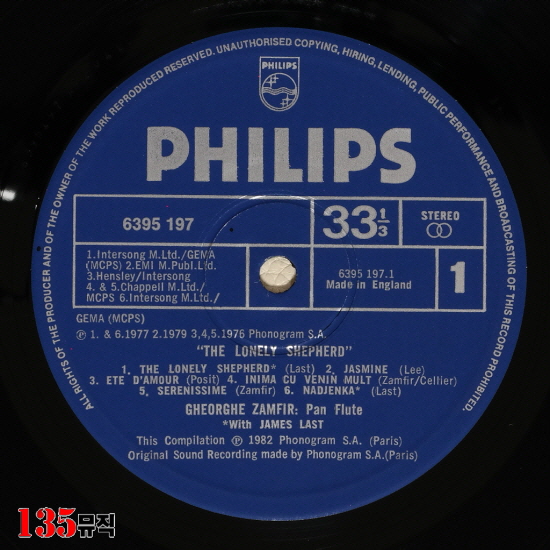 ALL RIGHTS OF THE PRODUCER AND OF THE OWNER OF THE WORK REPRODUCED RESERVED. UNAUTHORISED COPYING, HIRING, LENDING, PUBLIC PERFORMANCE AND BROADCASTING OF THIS RECORD PROHIBITED.
PHILIPS
PHILIPS
6395 197
33 1/3
STEREO
1.Intersong M.Ltd./GEMA
(MCPS) 2.EMI M.Publ.Ltd.
3.Hensley/Intersong
4. & 5.Chappell M.Ltd./
MCPS 6.Intersong M.Ltd./
6395 197.1
Made in England
1
GEMA (MCPS)
℗ 1. & 6.1977 2.1979 3,4,5.1976 Phonogram S.A.
"THE LONELY SHEPHERD"
1. THE LONELY SHEPHERD* (Last) 2. JASMINE (Lee)
3. ETE D'AMOUR (Posit) 4. INIMA CU VENIN MULT (Zamfir/Cellier)
5. SERENISSIME (Zamfir) 6. NADJENKA* (Last)
GHEORGHE ZAMFIR: Pan Flute
*With JAMES LAST
This Compilation ℗ 1982 Phonogram S.A. (Paris)
Original Sound Recording made by Phonogram S.A.(Paris)
135뮤직